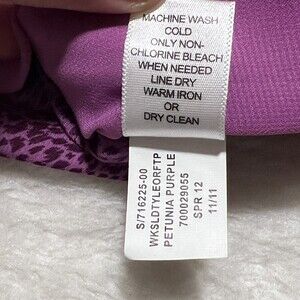 MACHINE WASH
COLD
ONLY NON-
CHLORINE BLEACH
WHEN NEEDED
LINE DRY
WARM IRON
OR
DRY CLEAN
S/716225-00
WKSLDTYLEORFTP
PETUNIA PURPLE
700029055
SPR 12
11/11